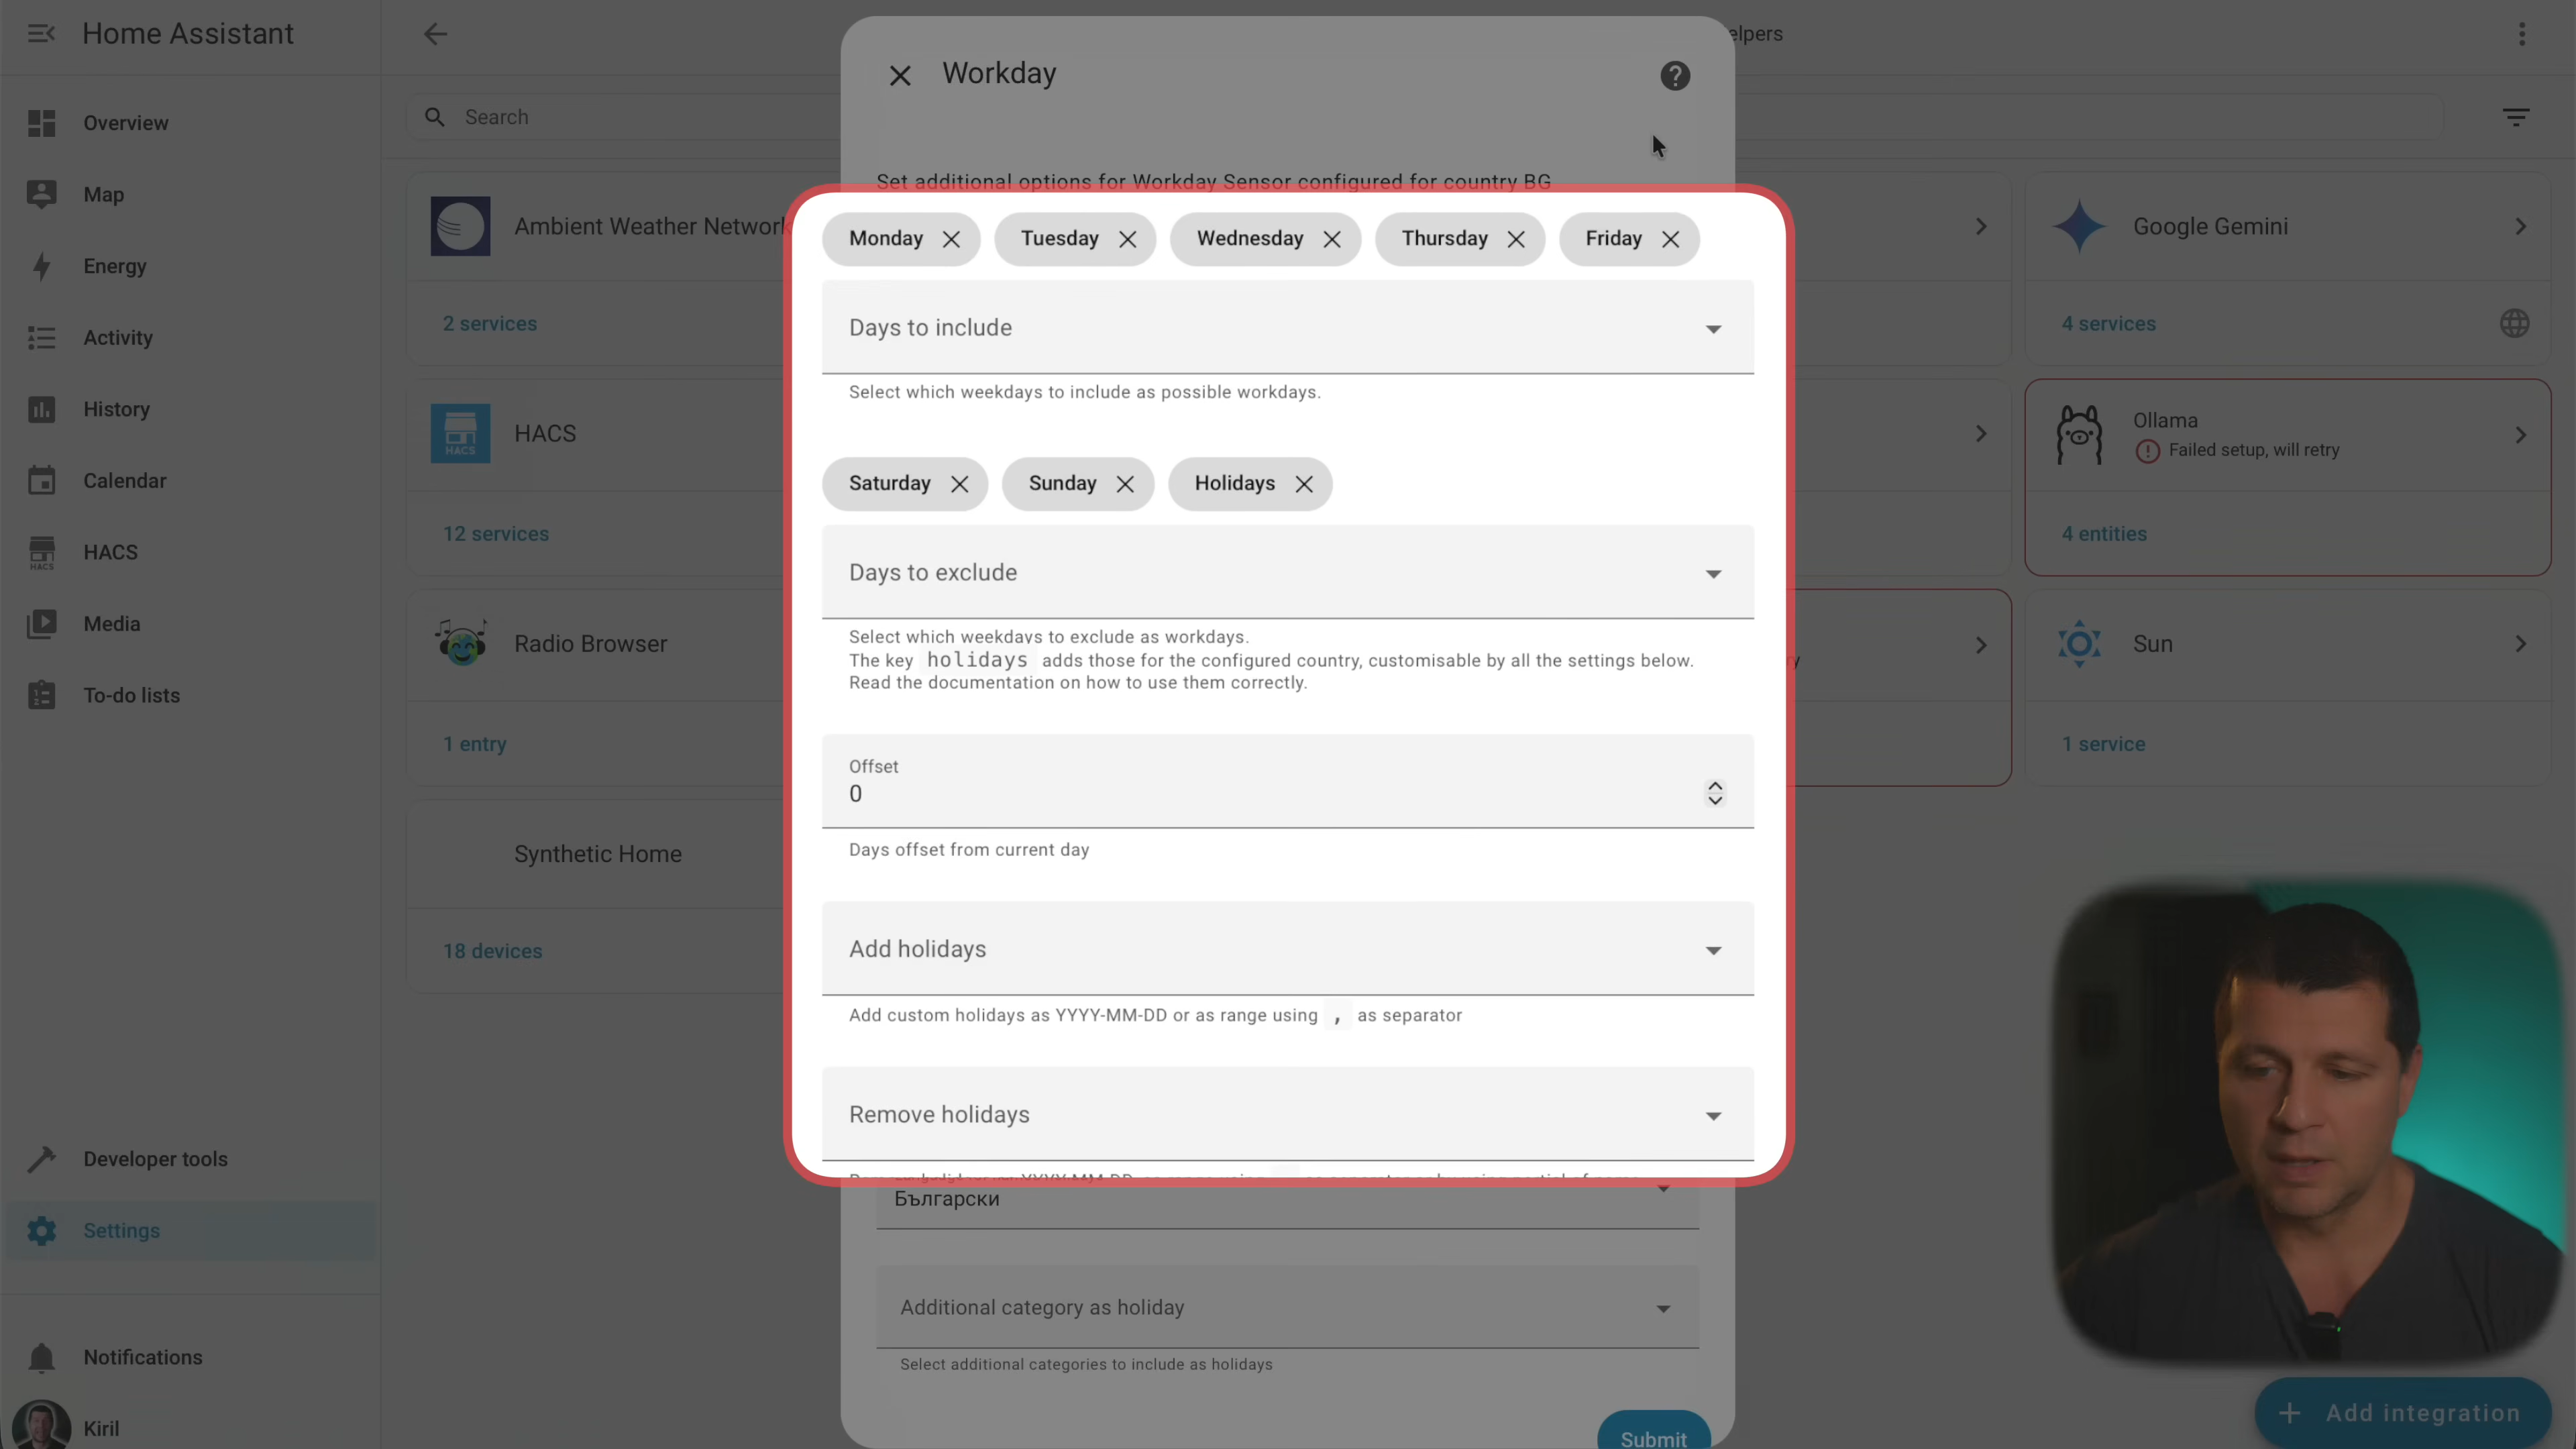 Home Assistant
Overview
Map
Energy
Activity
History
Calendar
HACS
HACS
Media
To-do lists
Developer tools
Settings
Notifications
Kiril
elpers
Search
Ambient Weather Network
2 services
HACS
HACS
12 services
Radio Browser
1 entry
Synthetic Home
18 devices
Workday
Set additional options for Workday Sensor configured for country BG
Monday
Tuesday
Wednesday
Thursday
Friday
Days to include
Select which weekdays to include as possible workdays.
Saturday
Sunday
Holidays
Days to exclude
Select which weekdays to exclude as workdays.
The key holidays adds those for the configured country, customisable by all the settings below.
Read the documentation on how to use them correctly.
Offset
0
Days offset from current day
Add holidays
Add custom holidays as YYYY-MM-DD or as range using , as separator
Remove holidays
Български
Additional category as holiday
Select additional categories to include as holidays
Submit
Google Gemini
4 services
Ollama
Failed setup, will retry
4 entities
Sun
1 service
Add integration